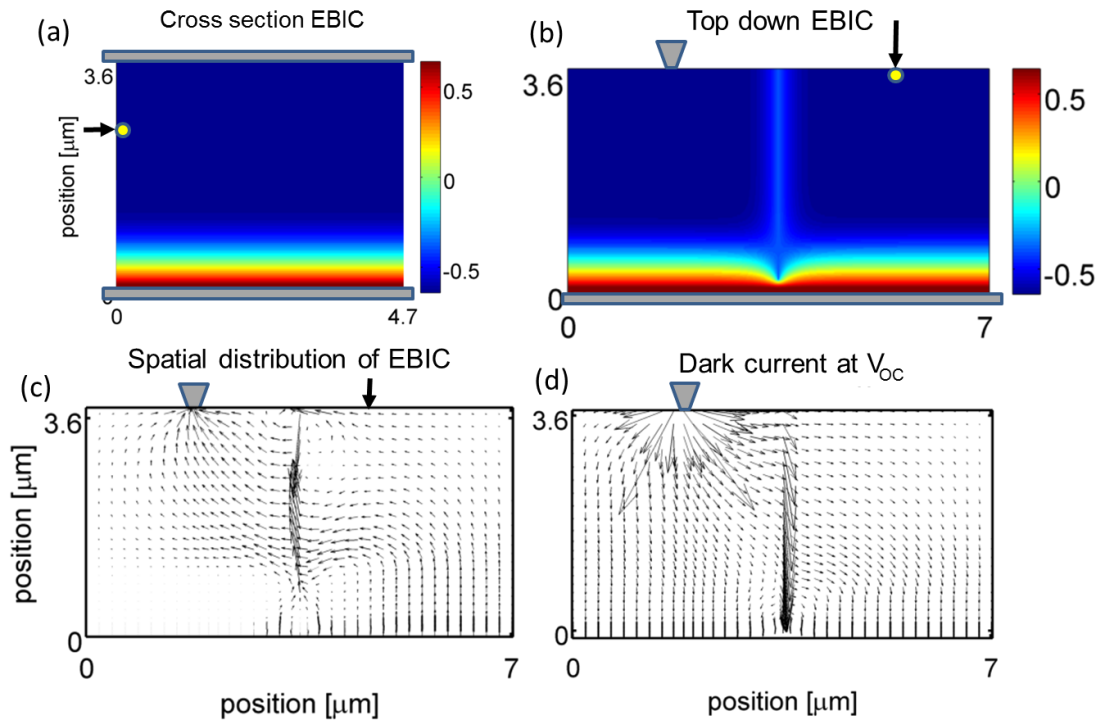 (a)
Cross section EBIC
3.6
position [μm]
0
0
4.7
0.5
0
-0.5
(b)
Top down EBIC
3.6
0
0
7
0.5
0
-0.5
(c)
Spatial distribution of EBIC
3.6
position [μm]
0
0
7
position [μm]
(d)
Dark current at VOC
3.6
0
0
7
position [μm]